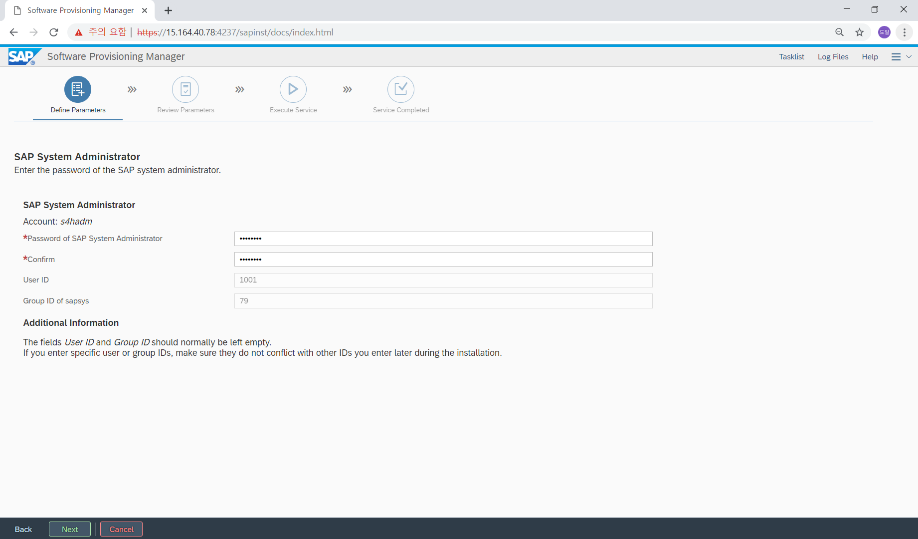 Software Provisioning Manager
주의 요함 | https://15.164.40.78:4237/sapinst/docs/index.html
유정
SAP Software Provisioning Manager
Tasklist Log Files Help
Define Parameters
Review Parameters
Execute Service
Service Completed
SAP System Administrator
Enter the password of the SAP system administrator.
SAP System Administrator
Account: s4hadm
*Password of SAP System Administrator ••••••••
*Confirm ••••••••
User ID 1001
Group ID of sapsys 79
Additional Information
The fields User ID and Group ID should normally be left empty.
If you enter specific user or group IDs, make sure they do not conflict with other IDs you enter later during the installation.
Back Next Cancel